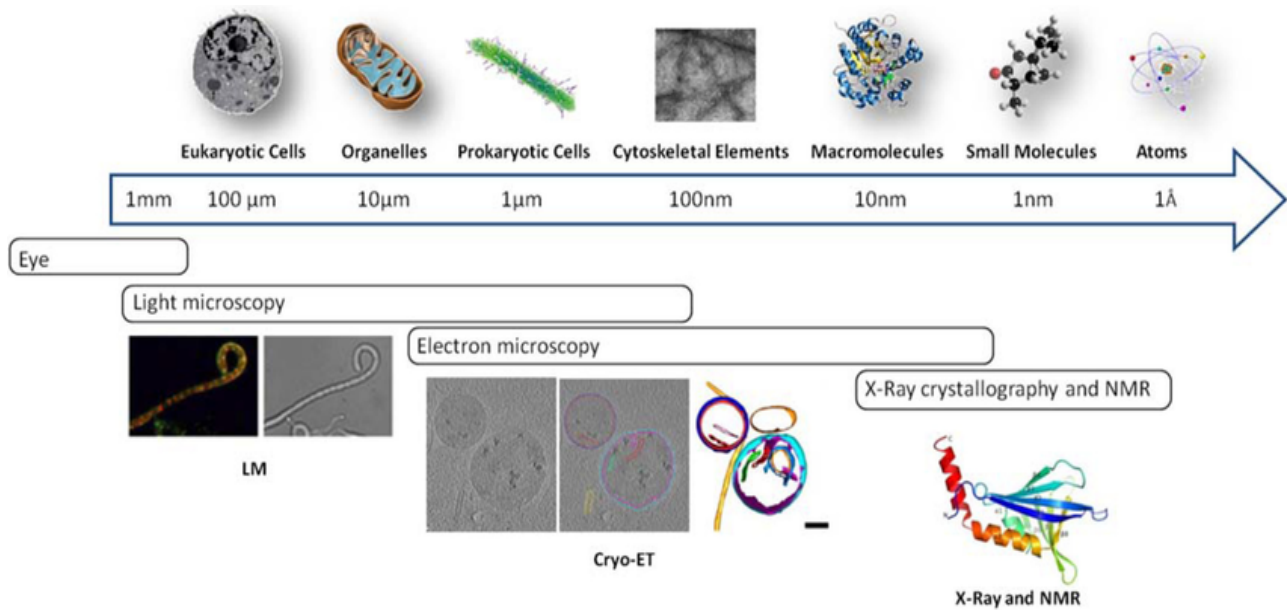 Eukaryotic Cells Organelles Prokaryotic Cells Cytoskeletal Elements Macromolecules Small Molecules Atoms
1mm 100 μm 10μm 1μm 100nm 10nm 1nm 1Å
Eye
Light microscopy
Electron microscopy
X-Ray crystallography and NMR
LM
Cryo-ET
X-Ray and NMR